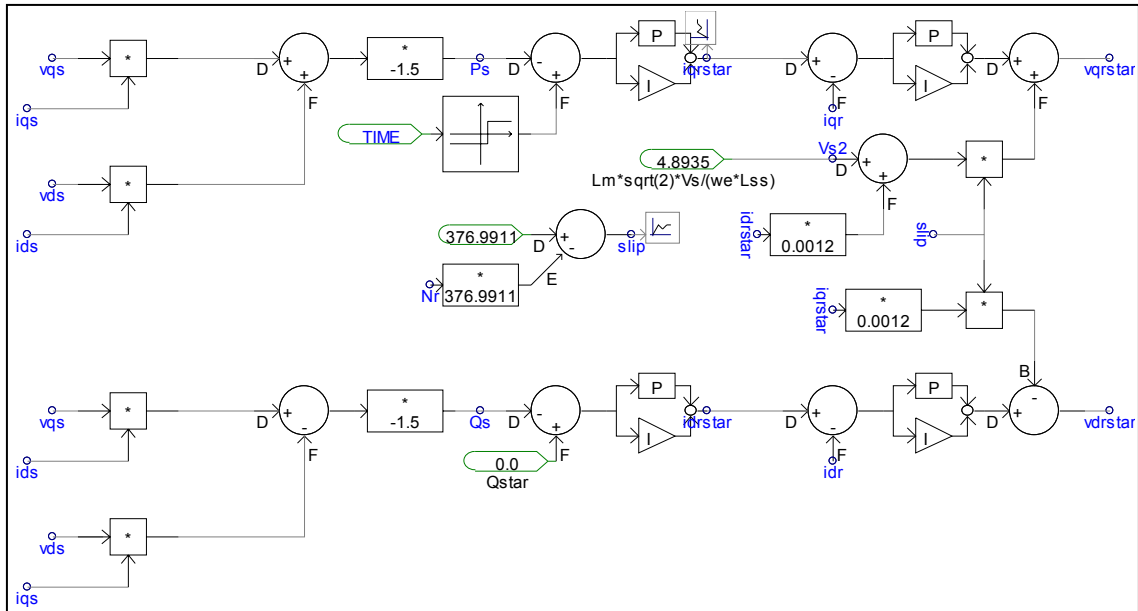 vqs
*
D
+
+
F
*
-1.5
Ps
D
-
+
F
P
I
iqrstar
D
+
-
F
iqr
P
I
D
+
+
F
vqrstar
iqs
TIME
vds
*
ids
4.8935
Lm*sqrt(2)*Vs/(we*Lss)
Vs2
D
+
+
F
*
idrstar
*
0.0012
slip
376.9911
D
+
-
E
slip
Nr
*
376.9911
iqrstar
*
0.0012
*
B
vqs
*
D
+
-
F
*
-1.5
Qs
D
-
+
F
0.0
Qstar
P
I
idrstar
D
+
-
F
idr
P
I
D
+
-
vdrstar
ids
vds
*
iqs